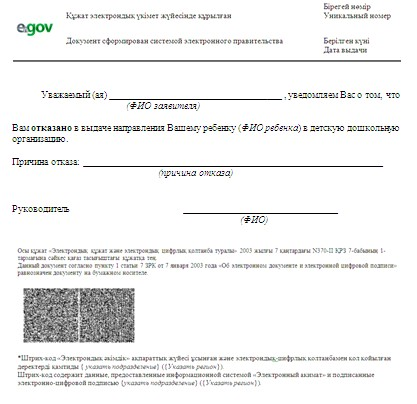 e.gov
Құжат электрондық үкімет жүйесінде құрылған
Документ сформирован системой электронного правительства
Бірегей нөмір
Уникальный номер
Берілген күні
Дата выдачи
Уважаемый (ая) ____________________________________ , уведомляем Вас о том, что
(ФИО заявителя)
Вам отказано в выдаче направления Вашему ребенку (ФИО ребенка) в детскую дошкольную
организацию.
Причина отказа: ______________________________________________________________
(причина отказа)
Руководитель __________________________
(ФИО)
Осы құжат «Электрондық құжат және электрондық цифрлық қолтаңба туралы» 2003 жылғы 7 қаңтардағы N370-II ҚРЗ 7-бабының 1-
тармағына сәйкес қағаз тасығыштағы құжатқа тең.
Данный документ согласно пункту 1 статьи 7 ЗРК от 7 января 2003 года «Об электронном документе и электронной цифровой подписи»
равнозначен документу на бумажном носителе.
*Штрих-код «Электрондық әкімдік» ақпараттық жүйесі ұсынған және электрондық-цифрлық қолтаңбамен қол қойылған
деректерді қамтиды { указать подразделение} ({Указать регион}).
Штрих-код содержит данные, предоставленные информационной системой «Электронный акимат» и подписанные
электронно-цифровой подписью {указать подразделение} ({Указать регион}).